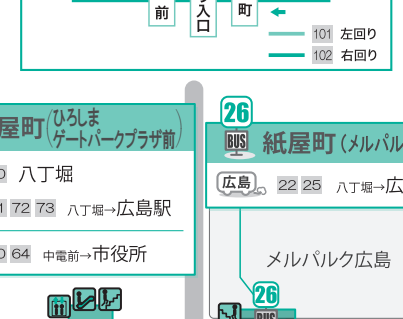 前
入口
町
101 左回り
102 右回り
屋町(ひろしま
ゲートパークプラザ前)
八丁堀
72 73 八丁堀→広島駅
64 中電前→市役所
26
BUS 紙屋町(メルパル
広島 22 25 八丁堀→広
メルパルク広島
26
BUS